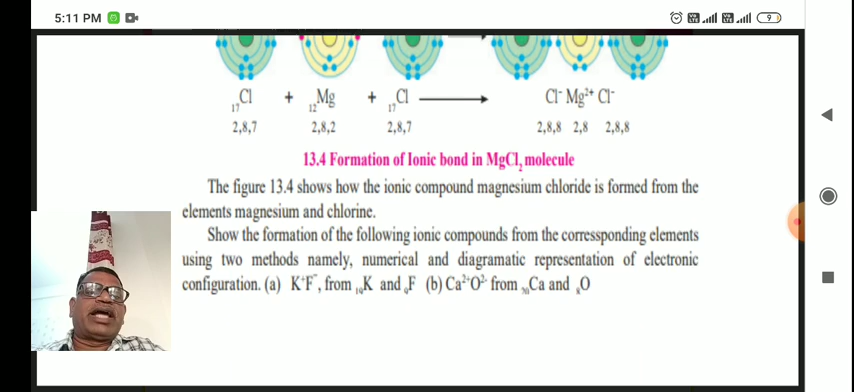 5:11 PM
9
₁₇Cl + ₁₂Mg + ₁₇Cl ⟶ Cl⁻ Mg²⁺ Cl⁻
2,8,7 2,8,2 2,8,7 2,8,8 2,8 2,8,8
13.4 Formation of Ionic bond in MgCl₂ molecule
The figure 13.4 shows how the ionic compound magnesium chloride is formed from the
elements magnesium and chlorine.
Show the formation of the following ionic compounds from the corressponding elements
using two methods namely, numerical and diagramatic representation of electronic
configuration. (a) K⁺F⁻, from ₁₉K and ₉F (b) Ca²⁺O²⁻ from ₂₀Ca and ₈O